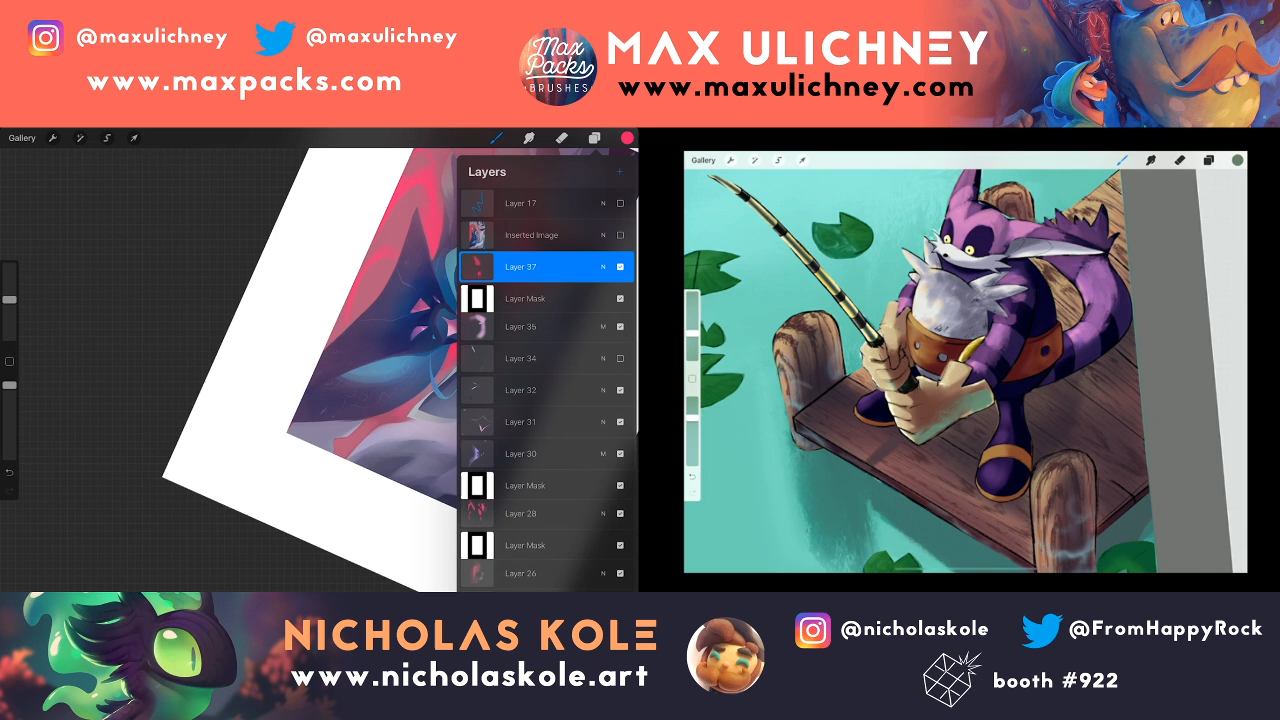 @maxulichney @maxulichney
www.maxpacks.com
Max
Packs
BRUSHES
MAX ULICHNEY
www.maxulichney.com
Gallery
Layers
Layer 17 N
Inserted Image N
Layer 37 N
Layer Mask
Layer 35 M
Layer 34 N
Layer 32 N
Layer 31 N
Layer 30 M
Layer Mask
Layer 28 N
Layer Mask
Layer 26 N
Gallery
NICHOLAS KOLE
www.nicholaskole.art
@nicholaskole @FromHappyRock
booth #922